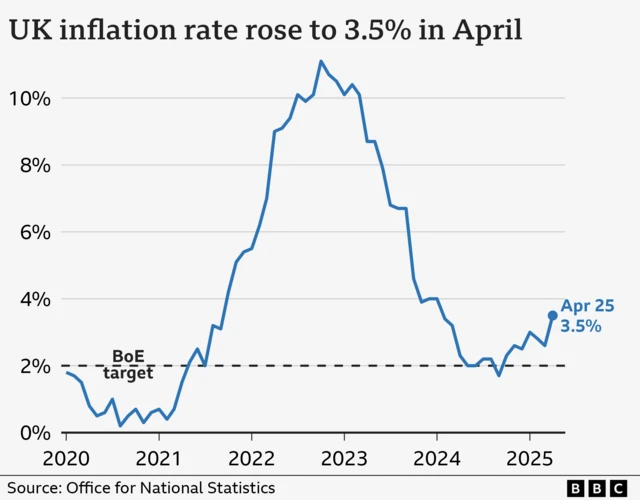 UK inflation rate rose to 3.5% in April
10%
8%
6%
4%
2%
0%
BoE
target
Apr 25
3.5%
2020 2021 2022 2023 2024 2025
Source: Office for National Statistics
BBC